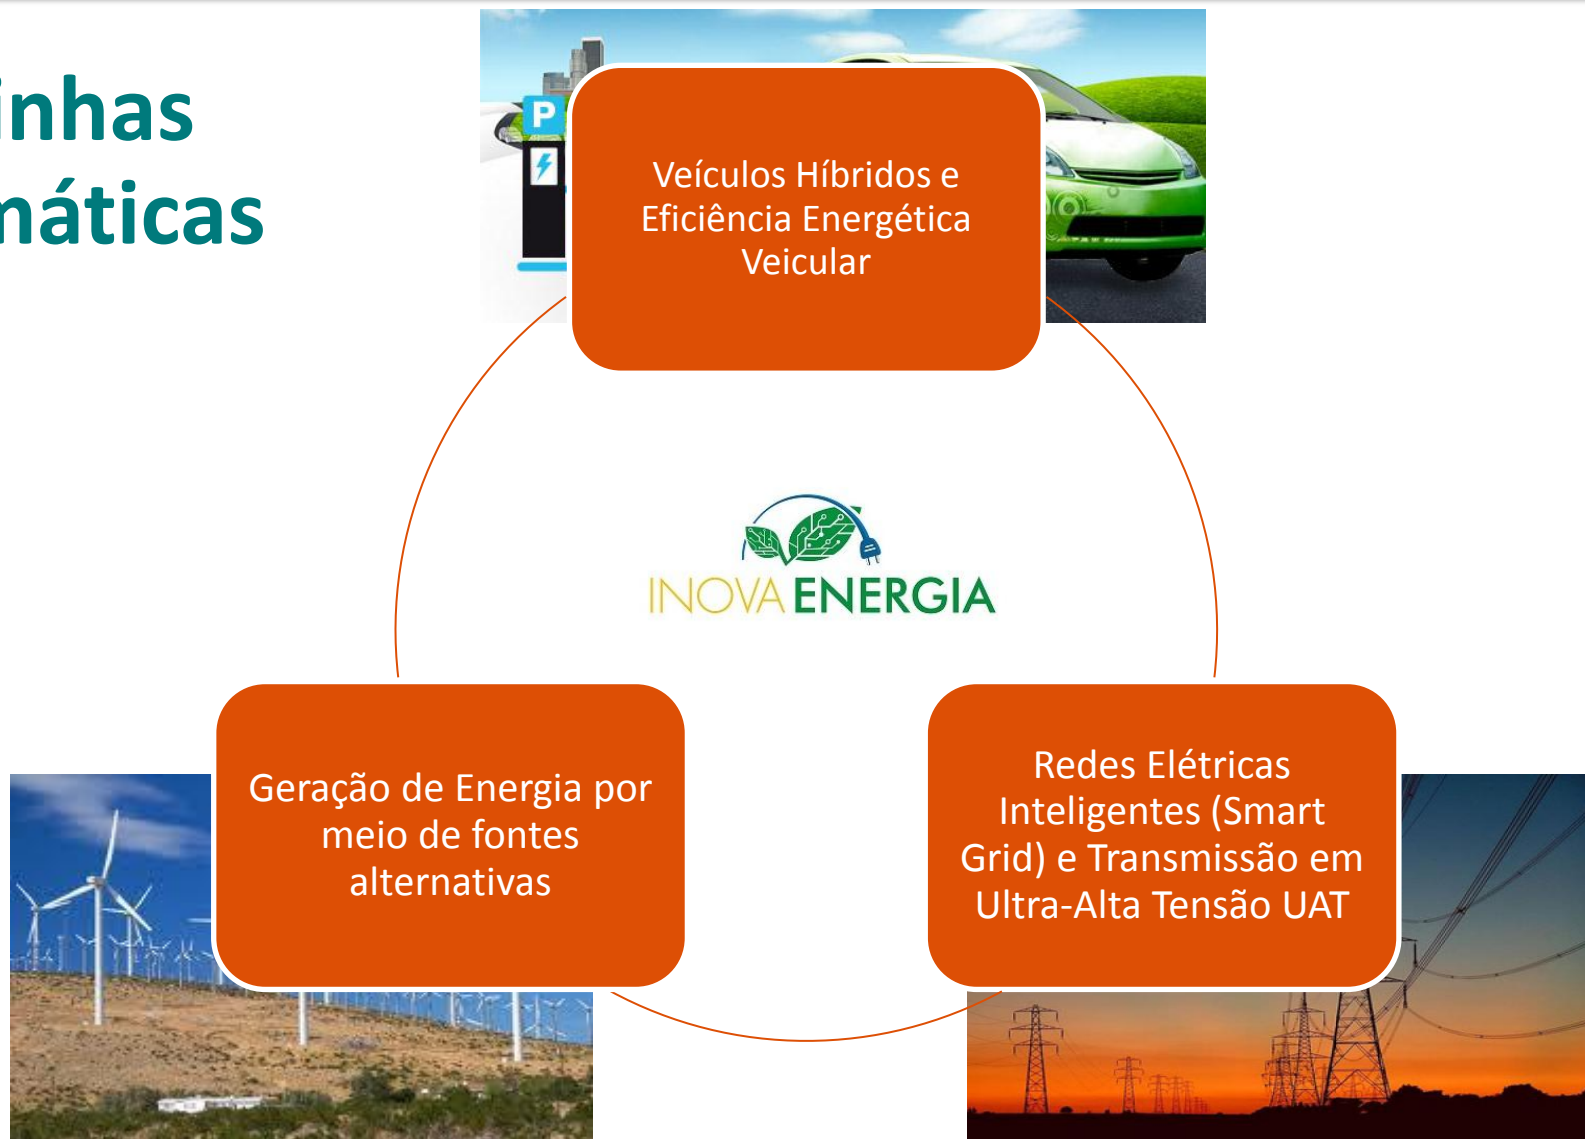 inhas
máticas
P
Veículos Híbridos e
Eficiência Energética
Veicular
INOVA ENERGIA
Geração de Energia por
meio de fontes
alternativas
Redes Elétricas
Inteligentes (Smart
Grid) e Transmissão em
Ultra-Alta Tensão UAT